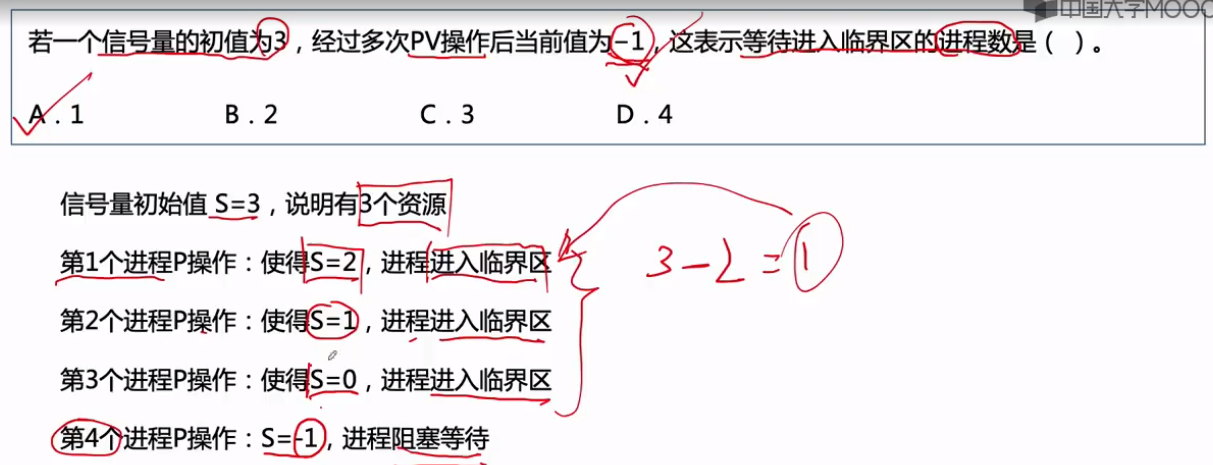 中国大学MOOC
若一个信号量的初值为3，经过多次PV操作后当前值为-1，这表示等待进入临界区的进程数是（ ）。
A．1 B．2 C．3 D．4
信号量初始值 S=3，说明有3个资源
第1个进程P操作：使得S=2，进程进入临界区
3-2=1
第2个进程P操作：使得S=1，进程进入临界区
第3个进程P操作：使得S=0，进程进入临界区
第4个进程P操作：S=-1，进程阻塞等待